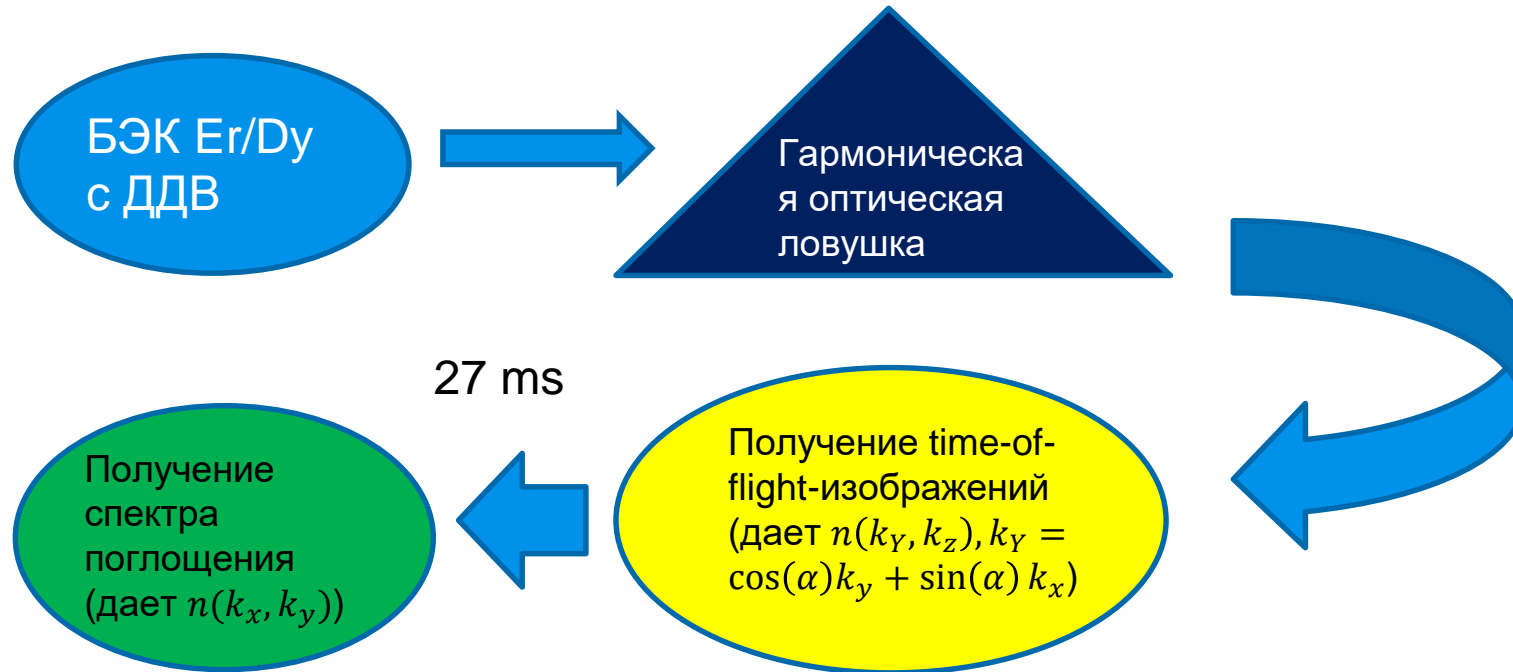 БЭК Er/Dy
с ДДВ
Гармоническа
я оптическая
ловушка
27 ms
Получение time-of-
flight-изображений
(дает n(k_Y, k_z), k_Y =
cos(α)k_y + sin(α) k_x)
Получение
спектра
поглощения
(дает n(k_x, k_y))